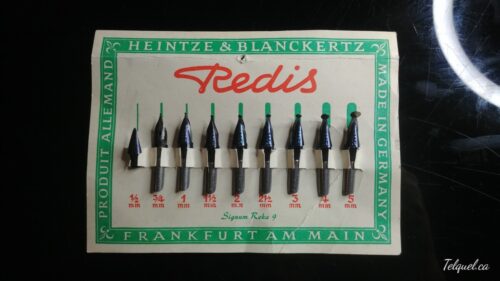 HEINTZE & BLANCKERTZ
PRODUIT ALLEMAND
MADE IN GERMANY
Redis
½ mm
¾ mm
1 mm
1½ mm
2 mm
2½ mm
3 mm
4 mm
5 mm
Signum Reka 9
FRANKFURT AM MAIN
Telquel.ca